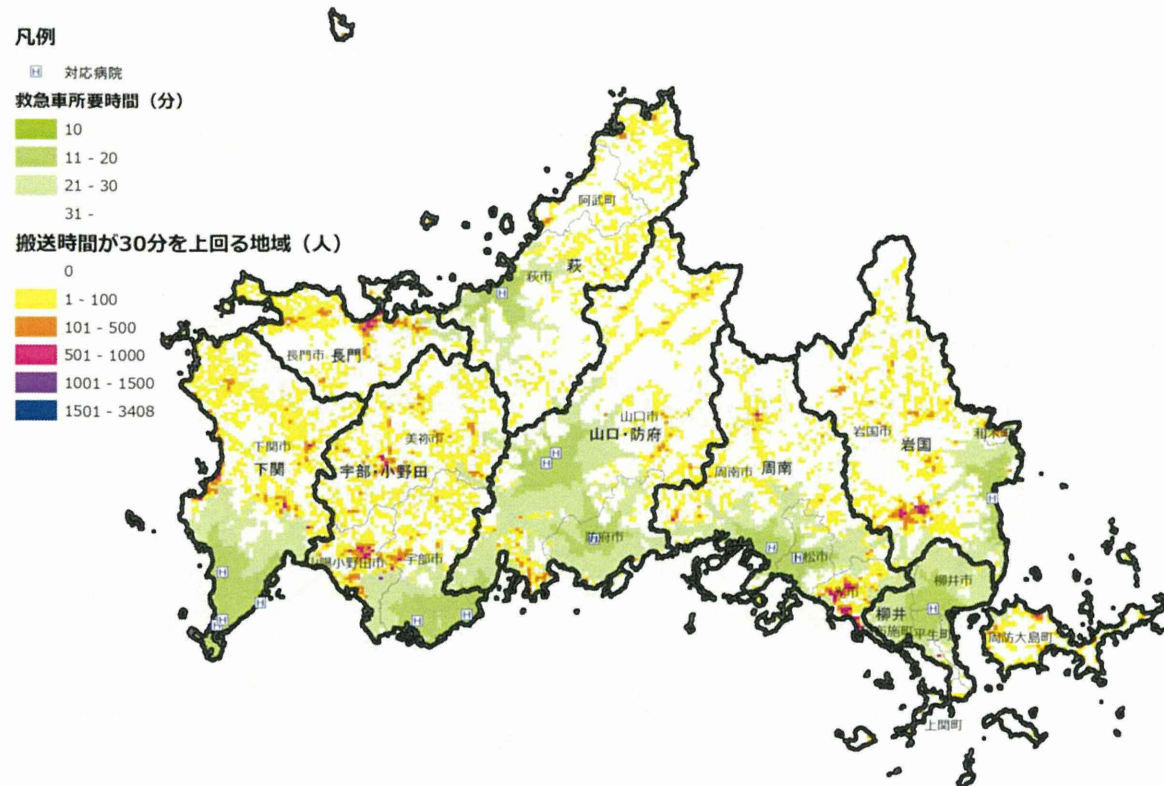 凡例
対応病院
救急車所要時間（分）
10
11 - 20
21 - 30
31 -
搬送時間が30分を上回る地域（人）
0
1 - 100
101 - 500
501 - 1000
1001 - 1500
1501 - 3408
阿武町
萩市
萩
長門市 長門
山口市
山口・防府
美祢市
下関市
下関
宇部・小野田
岩国市
岩国
周南市 周南
防府市
小野田市
宇部市
松市
柳井市
柳井
平生町
周防大島町
上関町